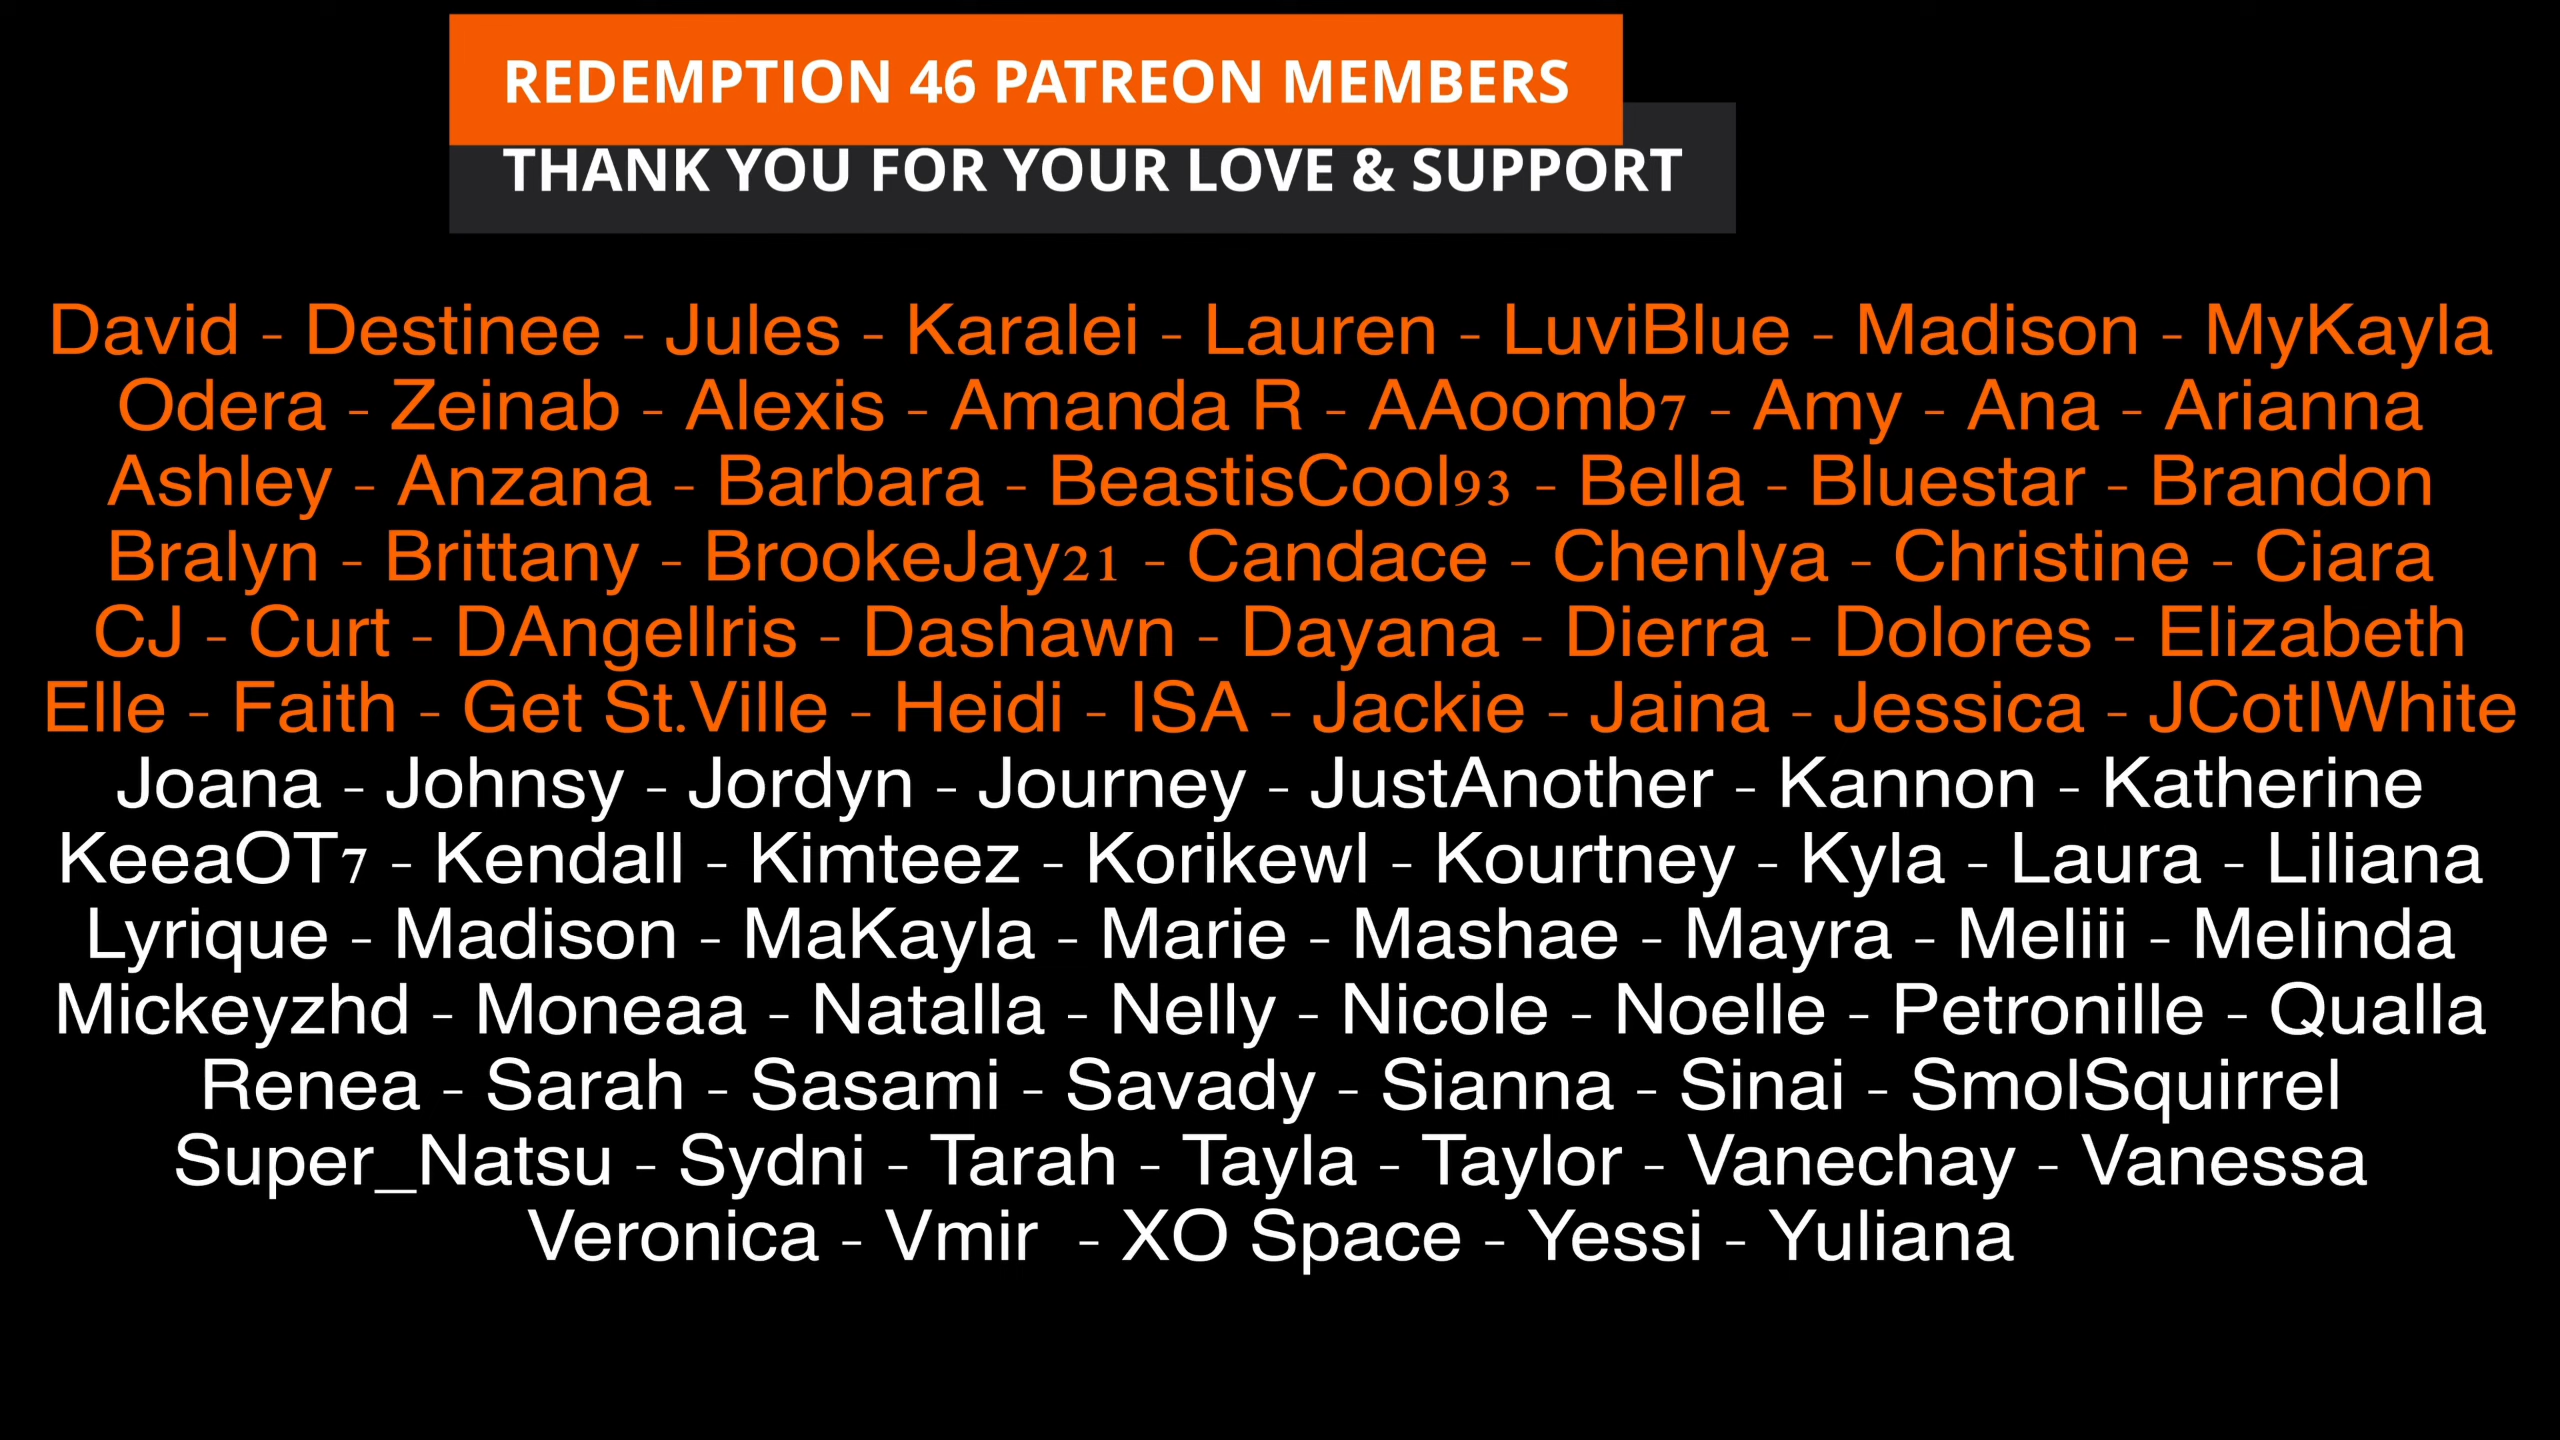 REDEMPTION 46 PATREON MEMBERS
THANK YOU FOR YOUR LOVE & SUPPORT
David - Destinee - Jules - Karalei - Lauren - LuviBlue - Madison - MyKayla
Odera - Zeinab - Alexis - Amanda R - AAoomb7 - Amy - Ana - Arianna
Ashley - Anzana - Barbara - BeastisCool93 - Bella - Bluestar - Brandon
Bralyn - Brittany - BrookeJay21 - Candace - Chenlya - Christine - Ciara
CJ - Curt - DAngelIris - Dashawn - Dayana - Dierra - Dolores - Elizabeth
Elle - Faith - Get St.Ville - Heidi - ISA - Jackie - Jaina - Jessica - JCotIWhite
Joana - Johnsy - Jordyn - Journey - JustAnother - Kannon - Katherine
KeeaOT7 - Kendall - Kimteez - Korikewl - Kourtney - Kyla - Laura - Liliana
Lyrique - Madison - MaKayla - Marie - Mashae - Mayra - Meliii - Melinda
Mickeyzhd - Moneaa - Natalla - Nelly - Nicole - Noelle - Petronille - Qualla
Renea - Sarah - Sasami - Savady - Sianna - Sinai - SmolSquirrel
Super_Natsu - Sydni - Tarah - Tayla - Taylor - Vanechay - Vanessa
Veronica - Vmir  - XO Space - Yessi - Yuliana